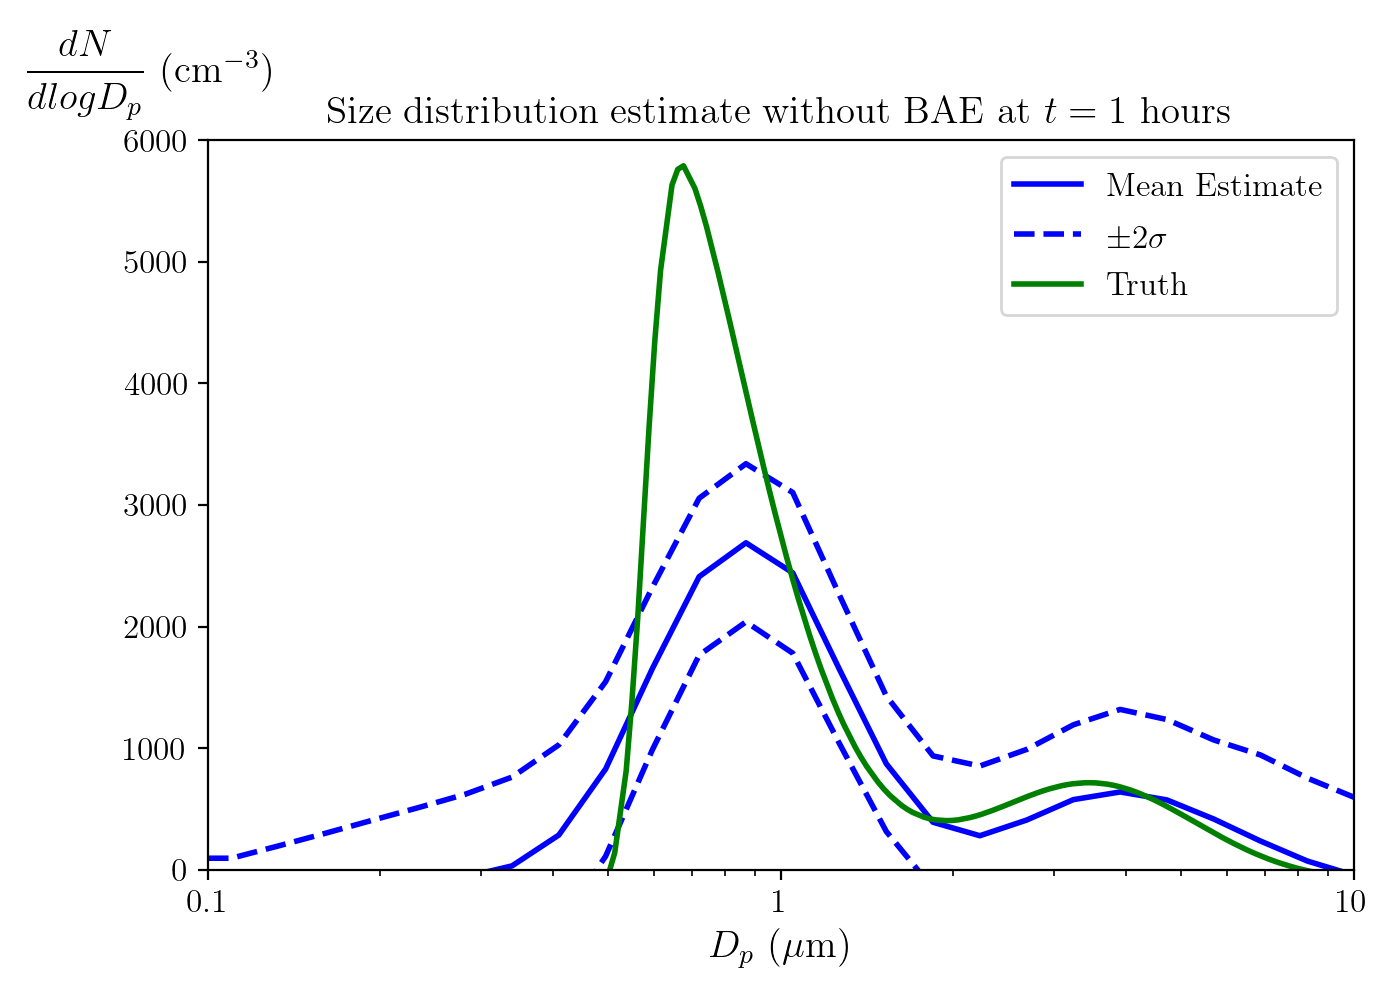 dN
dlogD_p (cm⁻³)
Size distribution estimate without BAE at t = 1 hours
6000
5000
4000
3000
2000
1000
0
Mean Estimate
±2σ
Truth
0.1 1 10
D_p (μm)